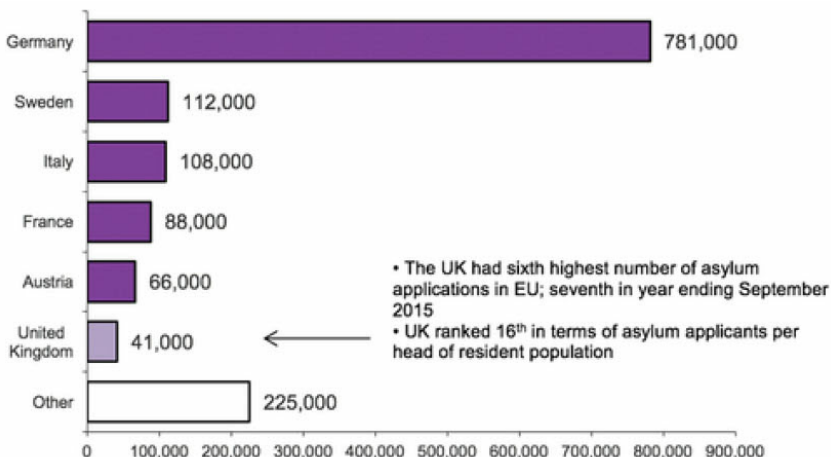 Germany
781,000
Sweden
112,000
Italy
108,000
France
88,000
Austria
66,000
• The UK had sixth highest number of asylum
applications in EU; seventh in year ending September
2015
• UK ranked 16th in terms of asylum applicants per
head of resident population
United
Kingdom
41,000
Other
225,000
0 100,000 200,000 300,000 400,000 500,000 600,000 700,000 800,000 900,000